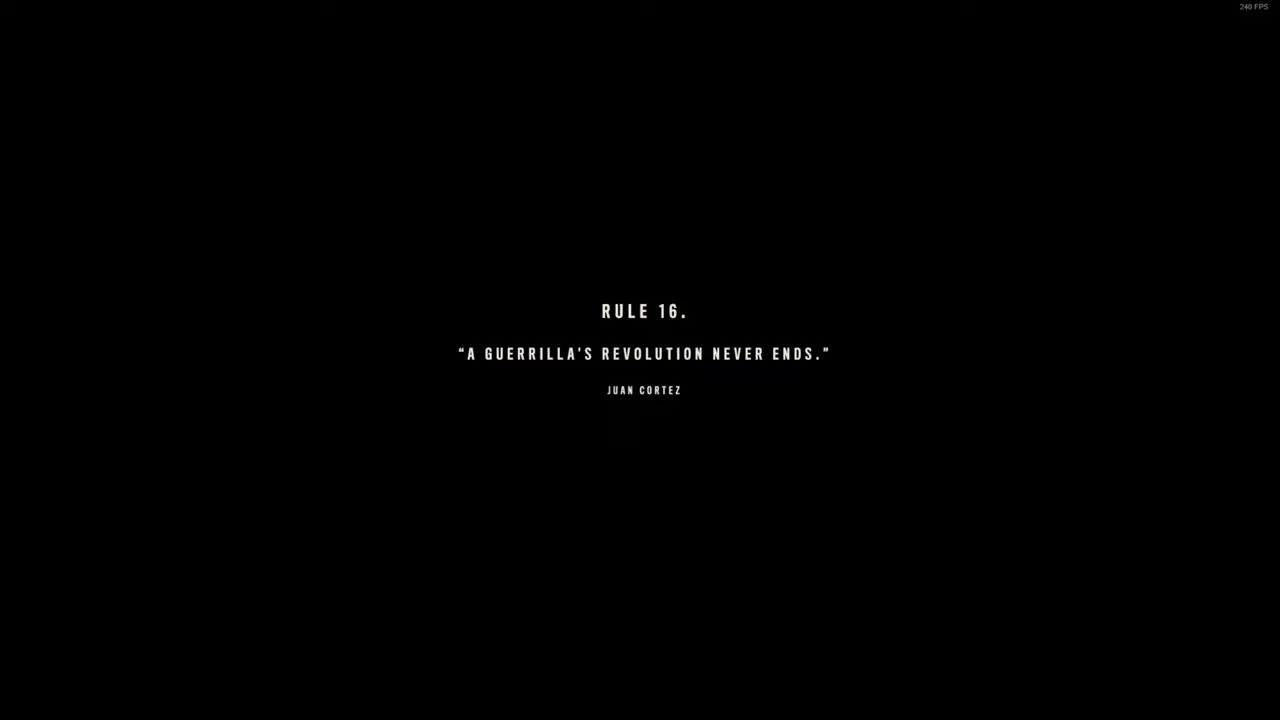 240 FPS
RULE 16.
“A GUERRILLA'S REVOLUTION NEVER ENDS.”
JUAN CORTEZ